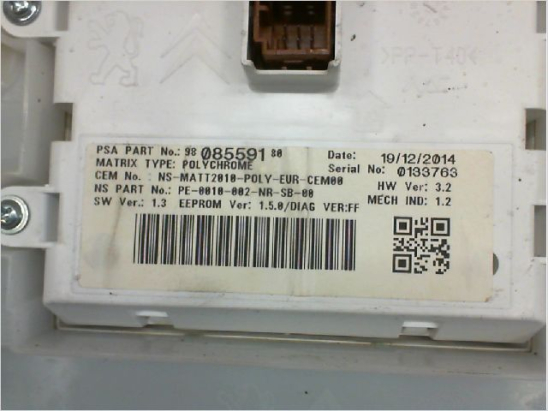 >PP-T40<
PSA PART No.: 98 085591 80 Date: 19/12/2014
MATRIX TYPE: POLYCHROME Serial No: 0133763
CEM No. : NS-MATT2010-POLY-EUR-CEM00 HW Ver: 3.2
NS PART No.: PE-0010-002-NR-SB-00 MECH IND: 1.2
SW Ver.: 1.3 EEPROM Ver: 1.5.0/DIAG VER:FF